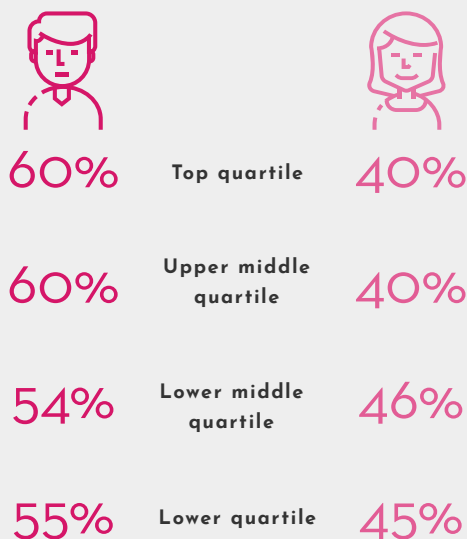 60% Top quartile 40%
60% Upper middle quartile 40%
54% Lower middle quartile 46%
55% Lower quartile 45%